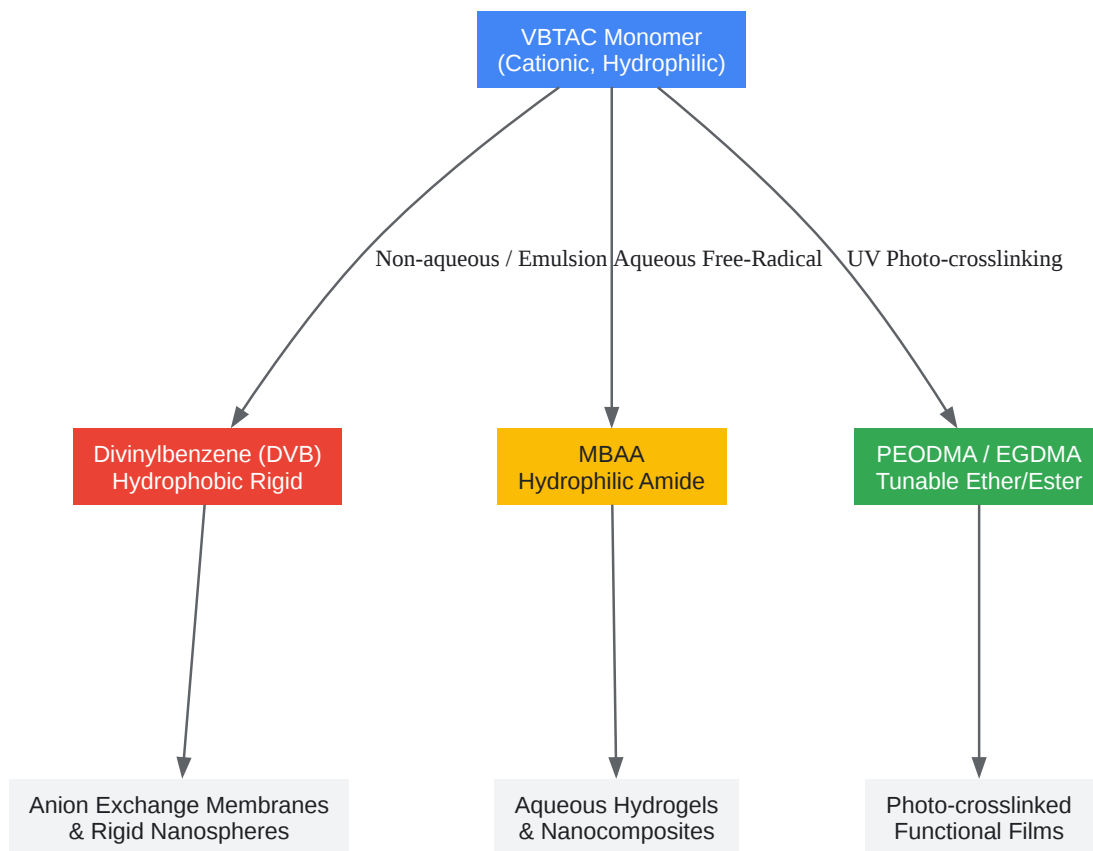 VBTAC Monomer
(Cationic, Hydrophilic)
Non-aqueous / Emulsion
Aqueous Free-Radical
UV Photo-crosslinking
Divinylbenzene (DVB)
Hydrophobic Rigid
MBAA
Hydrophilic Amide
PEODMA / EGDMA
Tunable Ether/Ester
Anion Exchange Membranes
& Rigid Nanospheres
Aqueous Hydrogels
& Nanocomposites
Photo-crosslinked
Functional Films